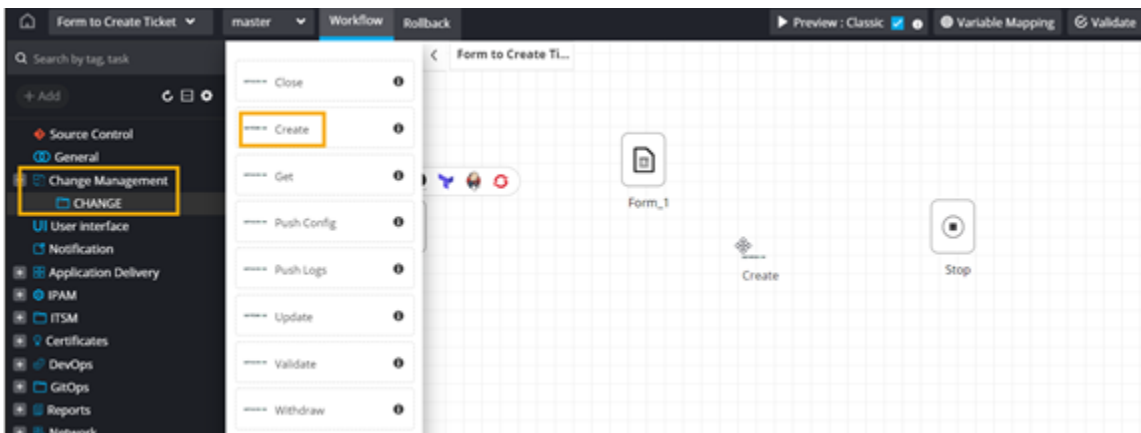 Form to Create Ticket
master
Workflow
Rollback
Preview : Classic
Variable Mapping
Validate
Search by tag, task
+ Add
Source Control
General
Change Management
CHANGE
User interface
Notification
Application Delivery
IPAM
ITSM
Certificates
DevOps
GitOps
Reports
Network
Close
Create
Get
Push Config
Push Logs
Update
Validate
Withdraw
Form to Create Ti...
Form_1
Create
Stop